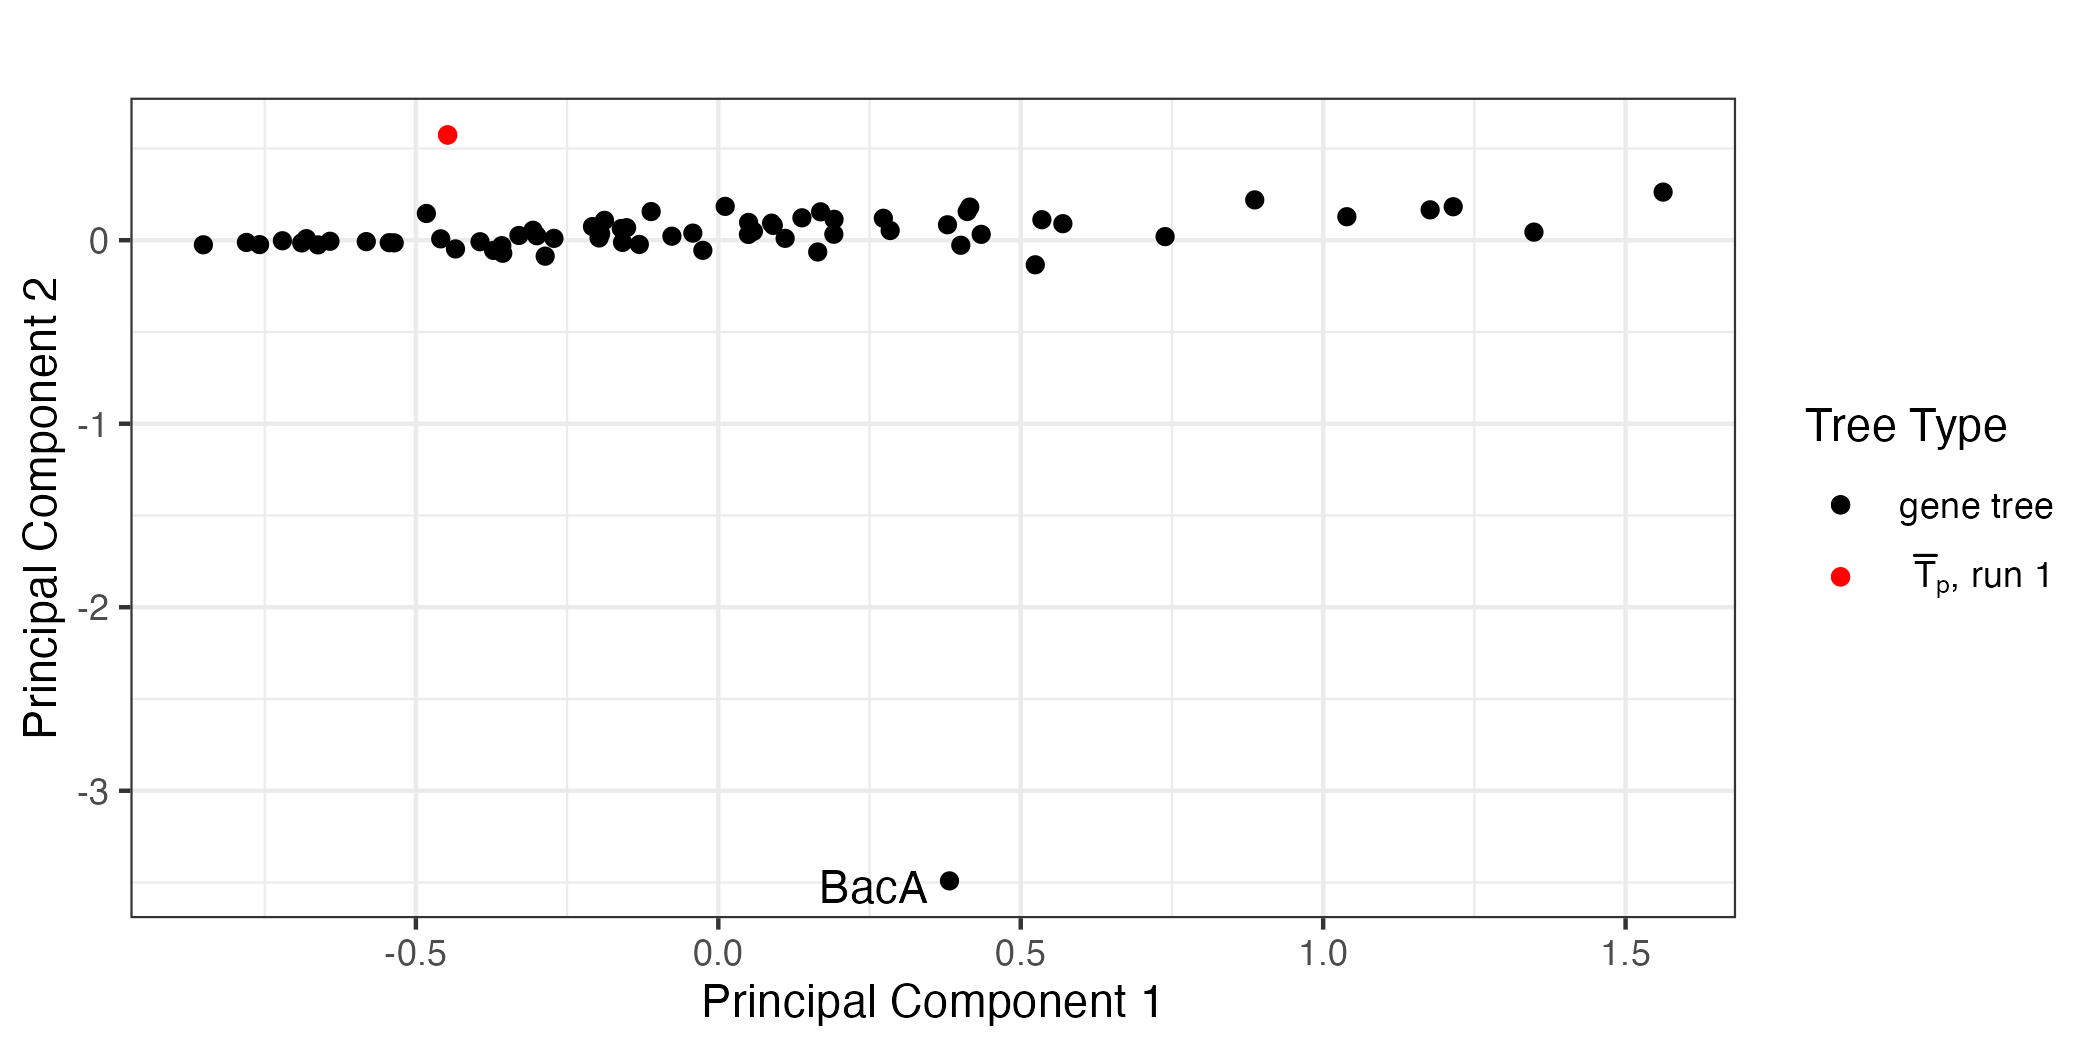 Principal Component 2
0
-1
-2
-3
BacA
-0.5
0.0
0.5
1.0
1.5
Principal Component 1
Tree Type
gene tree
T̅ₚ, run 1